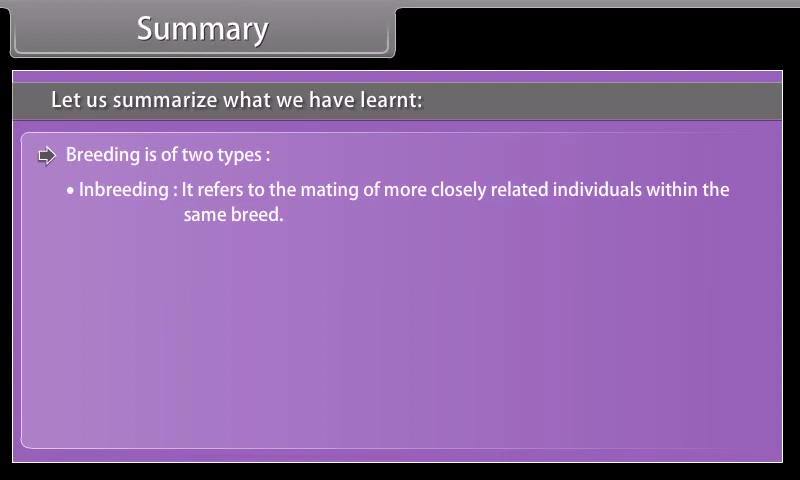 Summary
Let us summarize what we have learnt:
Breeding is of two types :
• Inbreeding : It refers to the mating of more closely related individuals within the
same breed.